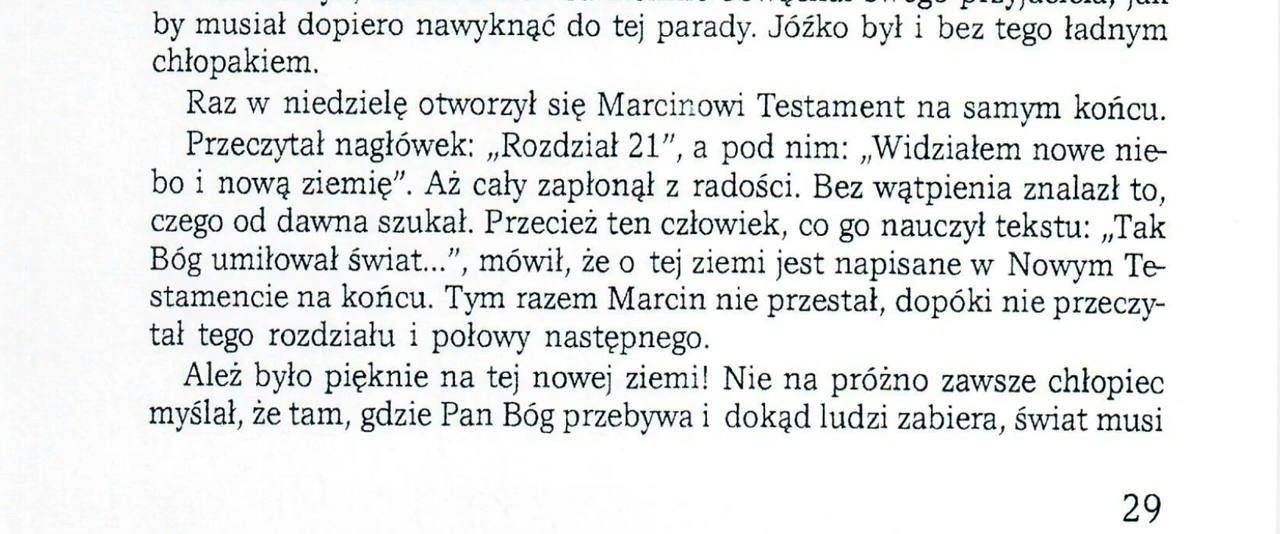 by musiał dopiero nawyknąć do tej parady. Jóźko był i bez tego ładnym
chłopakiem.
Raz w niedzielę otworzył się Marcinowi Testament na samym końcu.
Przeczytał nagłówek: „Rozdział 21”, a pod nim: „Widziałem nowe nie-
bo i nową ziemię”. Aż cały zapłonął z radości. Bez wątpienia znalazł to,
czego od dawna szukał. Przecież ten człowiek, co go nauczył tekstu: „Tak
Bóg umiłował świat...”, mówił, że o tej ziemi jest napisane w Nowym Te-
stamencie na końcu. Tym razem Marcin nie przestał, dopóki nie przeczy-
tał tego rozdziału i połowy następnego.
Ależ było pięknie na tej nowej ziemi! Nie na próżno zawsze chłopiec
myślał, że tam, gdzie Pan Bóg przebywa i dokąd ludzi zabiera, świat musi
29